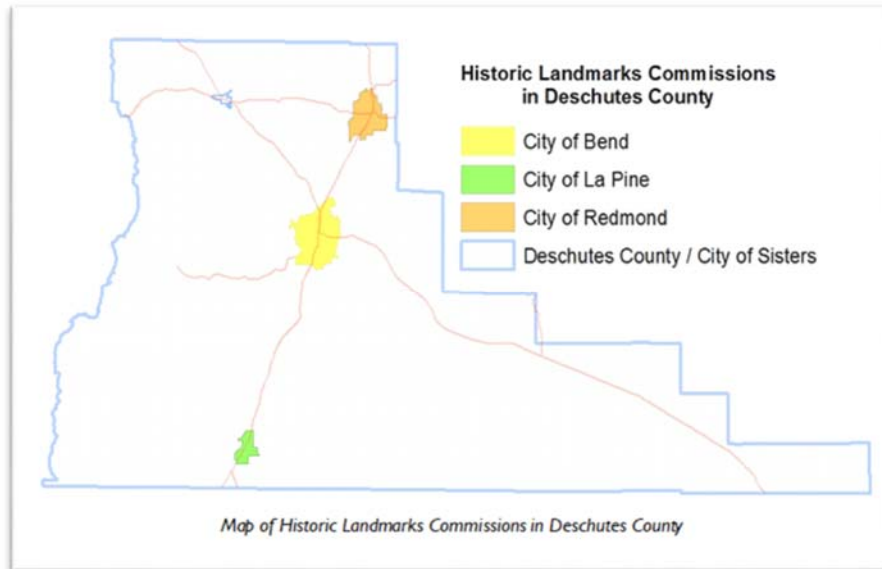 Historic Landmarks Commissions
in Deschutes County
City of Bend
City of La Pine
City of Redmond
Deschutes County / City of Sisters
Map of Historic Landmarks Commissions in Deschutes County